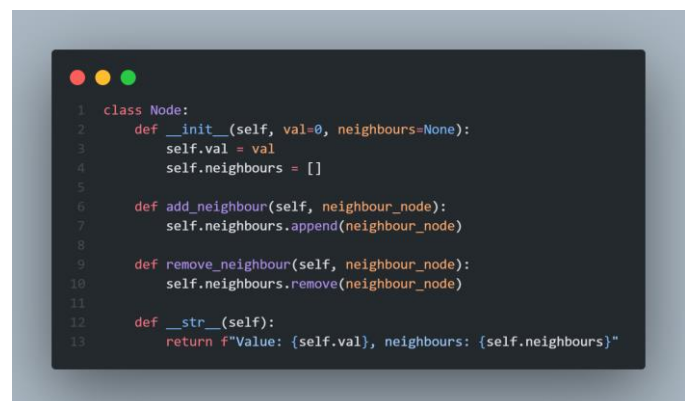 1 class Node:
2     def __init__(self, val=0, neighbours=None):
3         self.val = val
4         self.neighbours = []
5
6     def add_neighbour(self, neighbour_node):
7         self.neighbours.append(neighbour_node)
8
9     def remove_neighbour(self, neighbour_node):
10         self.neighbours.remove(neighbour_node)
11
12     def __str__(self):
13         return f"Value: {self.val}, neighbours: {self.neighbours}"